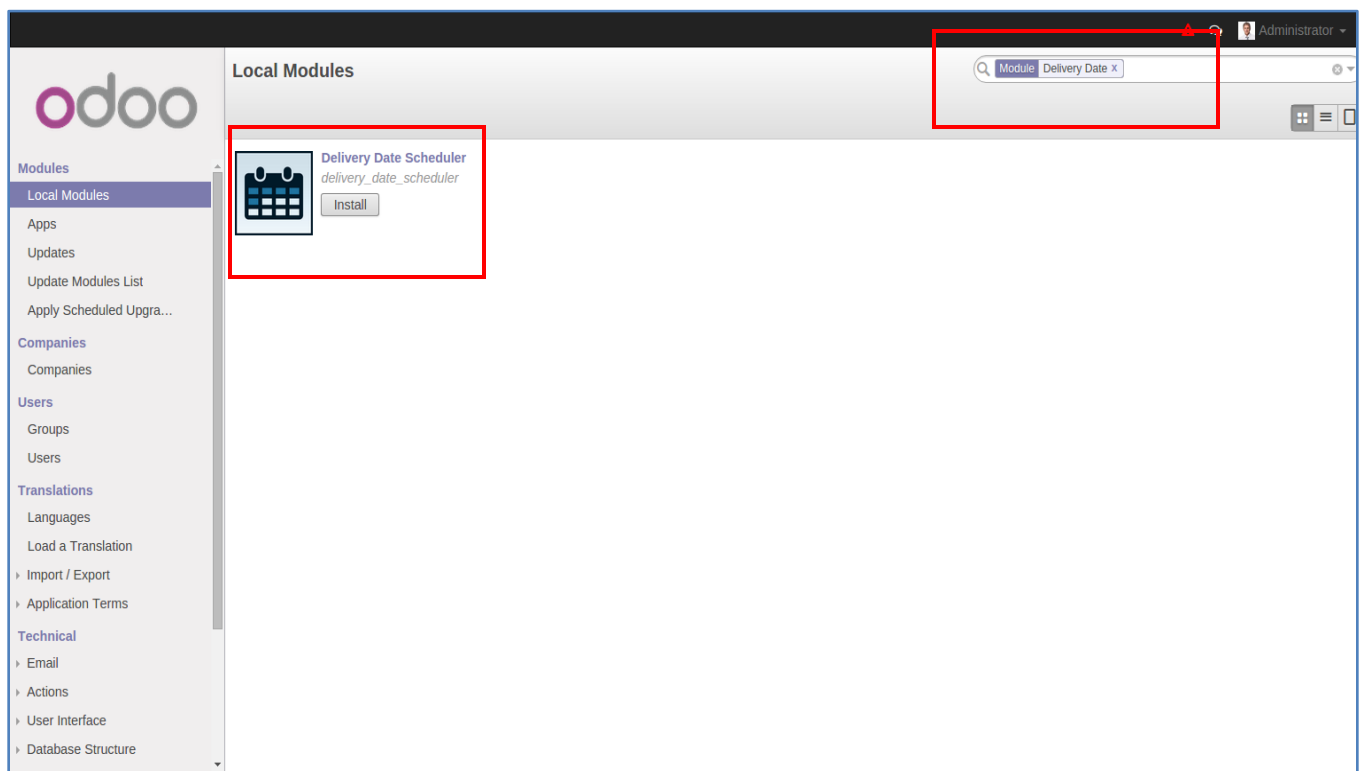 Administrator
odoo
Local Modules
Module Delivery Date x
Modules
Local Modules
Apps
Updates
Update Modules List
Apply Scheduled Upgra...
Companies
Companies
Users
Groups
Users
Translations
Languages
Load a Translation
Import / Export
Application Terms
Technical
Email
Actions
User Interface
Database Structure
Delivery Date Scheduler
delivery_date_scheduler
Install